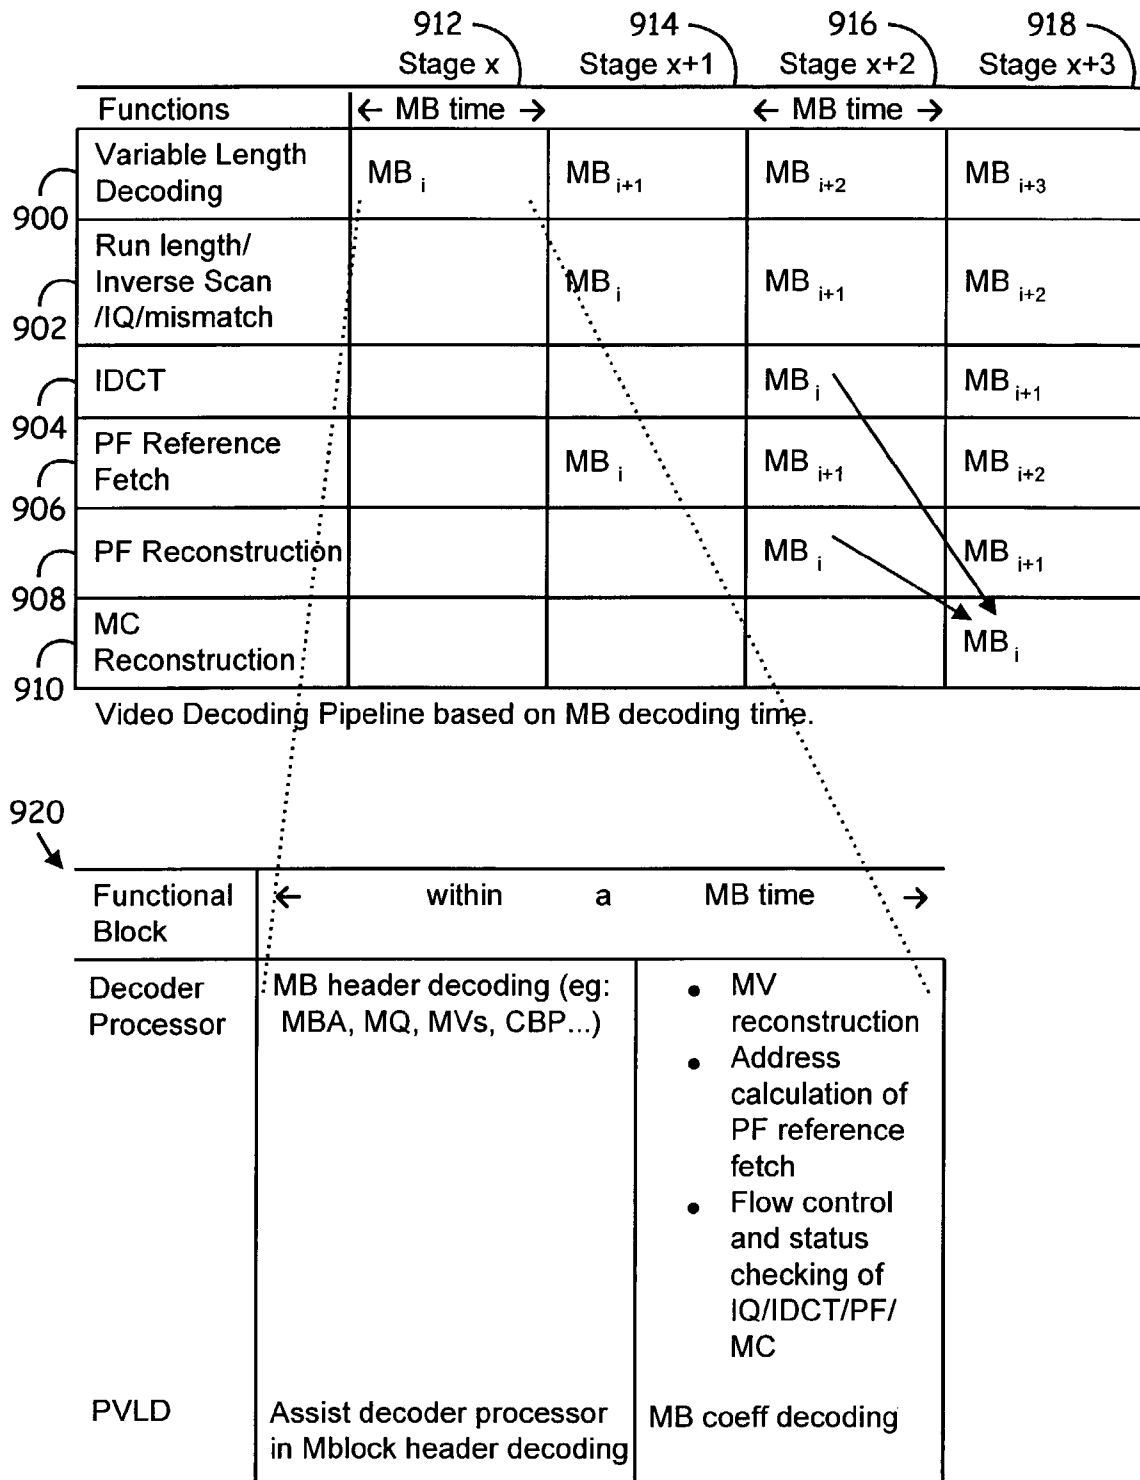 912 914 916 918
Stage x Stage x+1 Stage x+2 Stage x+3
Functions ← MB time → ← MB time →
Variable Length
Decoding
MB i MB i+1 MB i+2 MB i+3
900
Run length/
Inverse Scan
/IQ/mismatch
MB i MB i+1 MB i+2
902
IDCT MB i MB i+1
904
PF Reference
Fetch
MB i MB i+1 MB i+2
906
PF Reconstruction MB i MB i+1
908
MC
Reconstruction
MB i
910
Video Decoding Pipeline based on MB decoding time.
920
Functional
Block
← within a MB time →
Decoder
Processor
MB header decoding (eg:
MBA, MQ, MVs, CBP...)
• MV
reconstruction
• Address
calculation of
PF reference
fetch
• Flow control
and status
checking of
IQ/IDCT/PF/
MC
PVLD
Assist decoder processor
in Mblock header decoding
MB coeff decoding